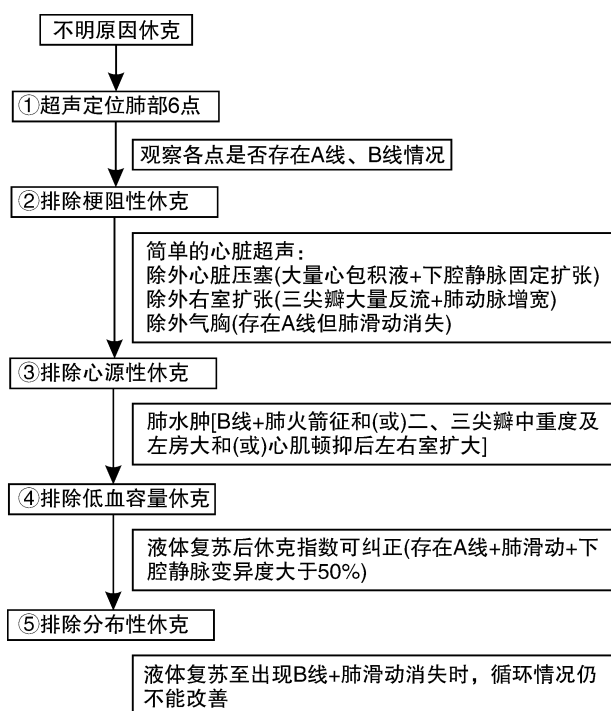 不明原因休克
①超声定位肺部6点
观察各点是否存在A线、B线情况
②排除梗阻性休克
简单的心脏超声：
除外心脏压塞(大量心包积液+下腔静脉固定扩张)
除外右室扩张(三尖瓣大量反流+肺动脉增宽)
除外气胸(存在A线但肺滑动消失)
③排除心源性休克
肺水肿[B线+肺火箭征和(或)二、三尖瓣中重度及
左房大和(或)心肌顿抑后左右室扩大]
④排除低血容量休克
液体复苏后休克指数可纠正(存在A线+肺滑动+下
腔静脉变异度大于50%)
⑤排除分布性休克
液体复苏至出现B线+肺滑动消失时，循环情况仍
不能改善